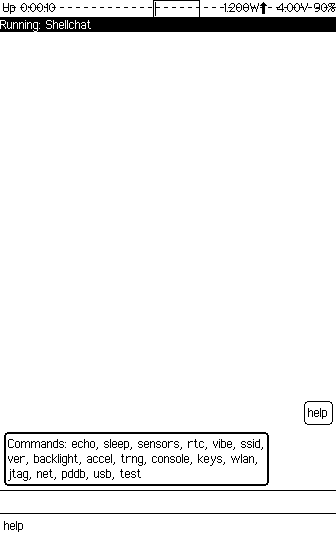 Up 0:00:10 1.200W 4.00V 90%
Running: Shellchat
help
Commands: echo, sleep, sensors, rtc, vibe, ssid,
ver, backlight, accel, trng, console, keys, wlan,
jtag, net, pddb, usb, test
help